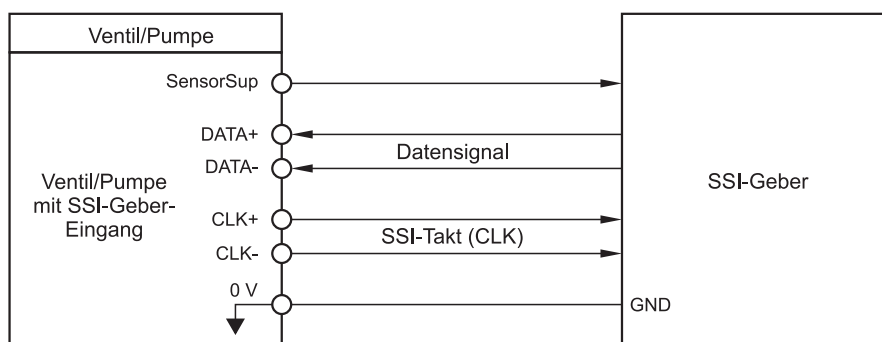 Ventil/Pumpe
SensorSup
DATA+
Datensignal
DATA-
Ventil/Pumpe
mit SSI-Geber-
Eingang
SSI-Geber
CLK+
SSI-Takt (CLK)
CLK-
0 V
GND